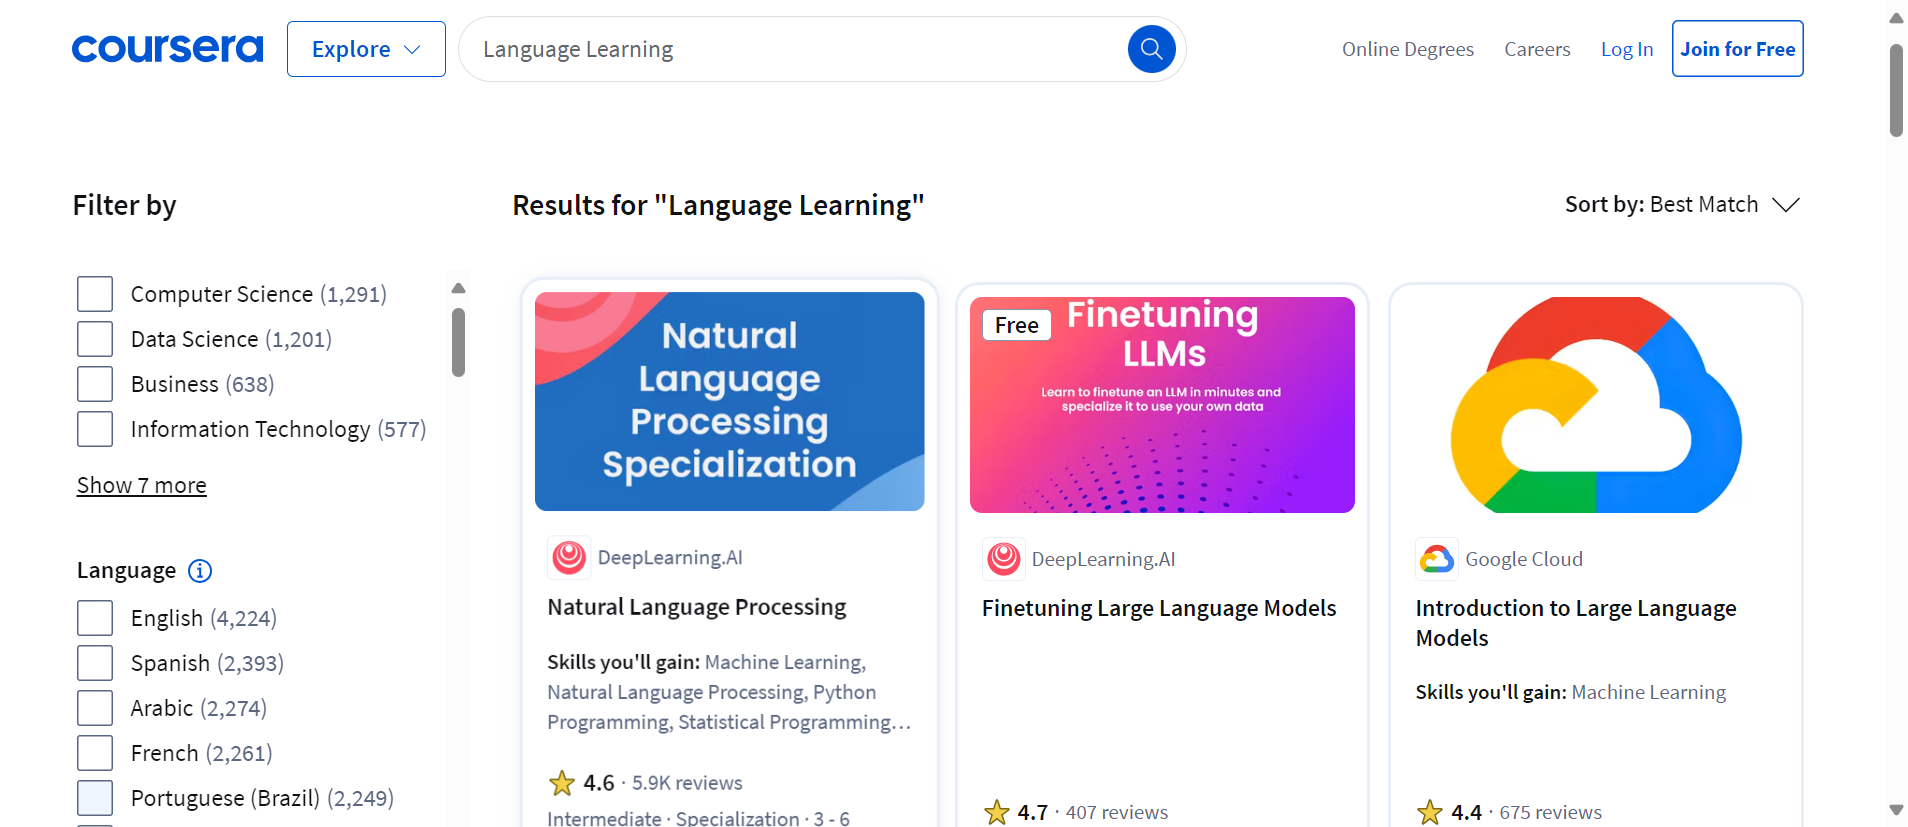 coursera
Explore
Language Learning
Online Degrees
Careers
Log In
Join for Free
Filter by
Results for "Language Learning"
Sort by: Best Match
Computer Science (1,291)
Data Science (1,201)
Business (638)
Information Technology (577)
Show 7 more
Language
English (4,224)
Spanish (2,393)
Arabic (2,274)
French (2,261)
Portuguese (Brazil) (2,249)
Natural
Language
Processing
Specialization
DeepLearning.AI
Natural Language Processing
Skills you'll gain: Machine Learning,
Natural Language Processing, Python
Programming, Statistical Programming…
4.6 · 5.9K reviews
Intermediate · Specialization · 3 - 6
Free
Finetuning
LLMs
Learn to finetune an LLM in minutes and
specialize it to use your own data
DeepLearning.AI
Finetuning Large Language Models
4.7 · 407 reviews
Google Cloud
Introduction to Large Language
Models
Skills you'll gain: Machine Learning
4.4 · 675 reviews